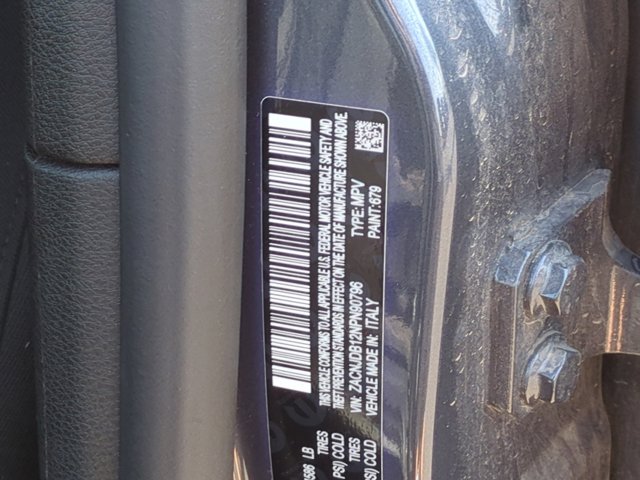 THIS VEHICLE CONFORMS TO ALL APPLICABLE U.S. FEDERAL MOTOR VEHICLE SAFETY AND
THEFT PREVENTION STANDARDS IN EFFECT ON THE DATE OF MANUFACTURE SHOWN ABOVE.
VIN: ZACNJDB12NPN90796 TYPE: MPV
VEHICLE MADE IN: ITALY PAINT: 679
LB
TIRES
PSI) COLD
TIRES
PSI) COLD